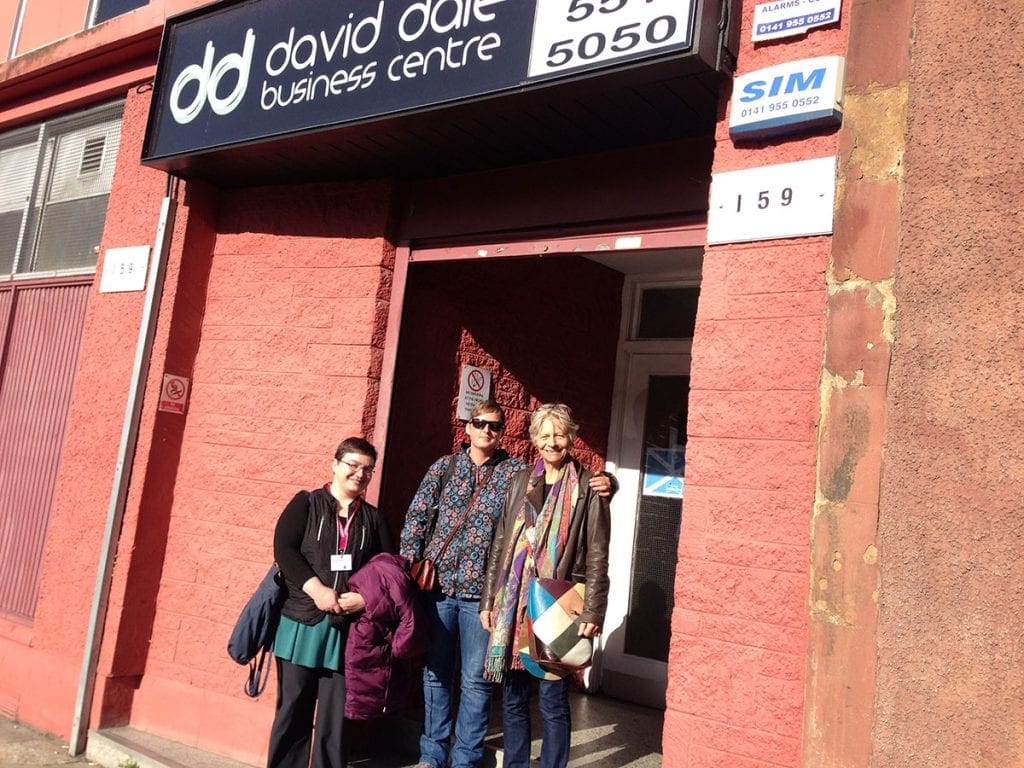 dd
david dale
business centre
5050
0141 955 0552
SIM
0141 955 0552
- 159 -
159